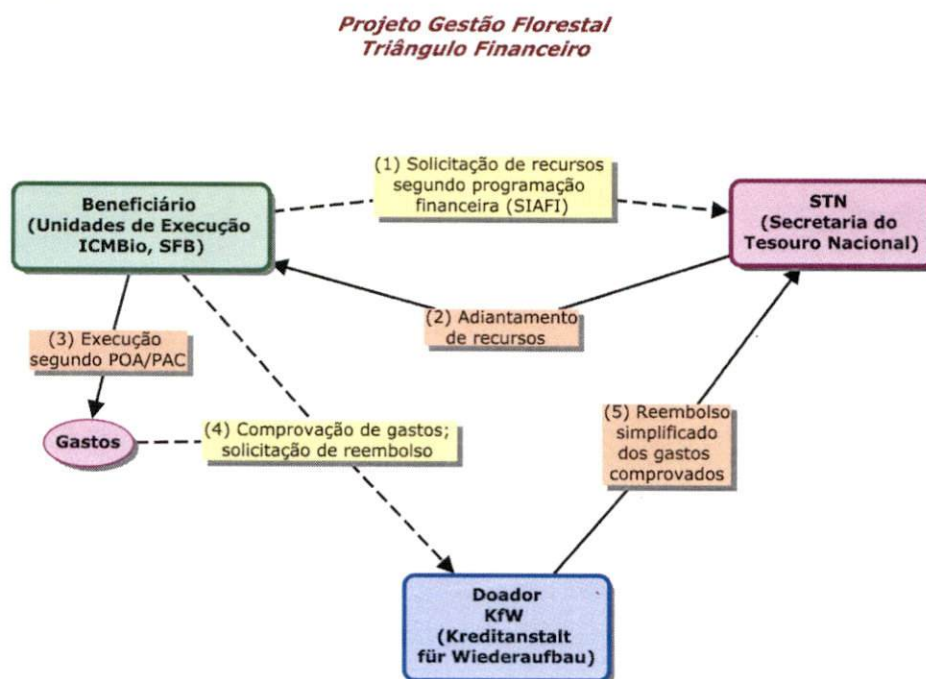 Projeto Gestão Florestal
Triângulo Financeiro
(1) Solicitação de recursos
segundo programação
financeira (SIAFI)
Beneficiário
(Unidades de Execução
ICMBio, SFB)
STN
(Secretaria do
Tesouro Nacional)
(2) Adiantamento
de recursos
(3) Execução
segundo POA/PAC
Gastos
(4) Comprovação de gastos;
solicitação de reembolso
(5) Reembolso
simplificado
dos gastos
comprovados
Doador
KfW
(Kreditanstalt
für Wiederaufbau)